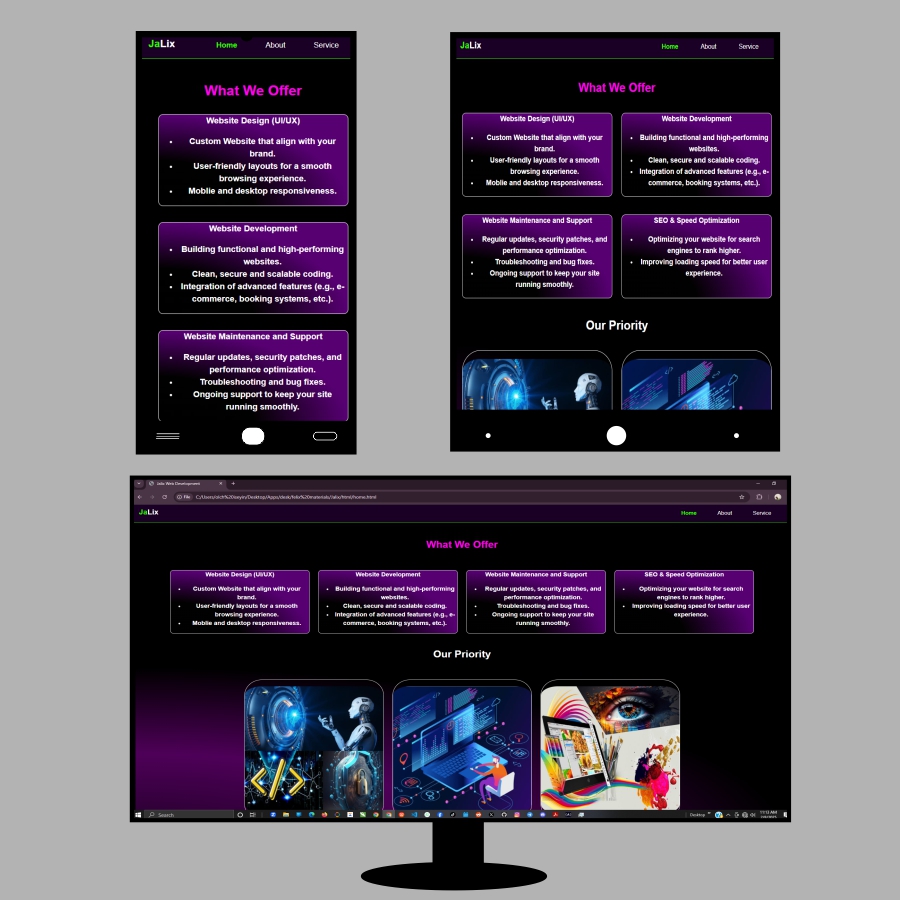 JaLix Home About Service
What We Offer
Website Design (UI/UX)
• Custom Website that align with your
brand.
• User-friendly layouts for a smooth
browsing experience.
• Moblie and desktop responsiveness.
Website Development
• Building functional and high-performing
websites.
• Clean, secure and scalable coding.
• Integration of advanced features (e.g., e-
commerce, booking systems, etc.).
Website Maintenance and Support
• Regular updates, security patches, and
performance optimization.
• Troubleshooting and bug fixes.
• Ongoing support to keep your site
running smoothly.
JaLix Home About Service
What We Offer
Website Design (UI/UX)
• Custom Website that align with your
brand.
• User-friendly layouts for a smooth
browsing experience.
• Moblie and desktop responsiveness.
Website Development
• Building functional and high-performing
websites.
• Clean, secure and scalable coding.
• Integration of advanced features (e.g., e-
commerce, booking systems, etc.).
Website Maintenance and Support
• Regular updates, security patches, and
performance optimization.
• Troubleshooting and bug fixes.
• Ongoing support to keep your site
running smoothly.
SEO & Speed Optimization
• Optimizing your website for search
engines to rank higher.
• Improving loading speed for better user
experience.
Our Priority
Jalix Web Development
File
JaLix Home About Service
What We Offer
Website Design (UI/UX)
• Custom Website that align with your
brand.
• User-friendly layouts for a smooth
browsing experience.
• Moblie and desktop responsiveness.
Website Development
• Building functional and high-performing
websites.
• Clean, secure and scalable coding.
• Integration of advanced features (e.g., e-
commerce, booking systems, etc.).
Website Maintenance and Support
• Regular updates, security patches, and
performance optimization.
• Troubleshooting and bug fixes.
• Ongoing support to keep your site
running smoothly.
SEO & Speed Optimization
• Optimizing your website for search
engines to rank higher.
• Improving loading speed for better user
experience.
Our Priority
</>
Search Desktop 11:12 AM